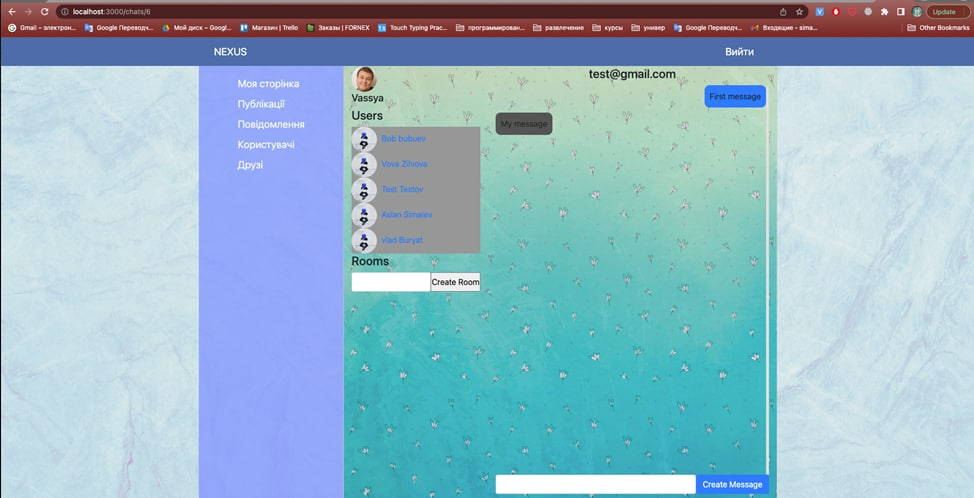 localhost:3000/chats/6
Update
Gmail – электрон...
Google Переводч...
Мой диск – Googl...
Магазин | Trello
Заказы | FORNEX
Touch Typing Prac...
программирован...
развлечение
курсы
универ
Google Переводч...
Входящие - sima...
Other Bookmarks
NEXUS
Вийти
Моя сторінка
Публікації
Повідомлення
Користувачі
Друзі
Vassya
Users
Bob bubuev
Vova Zilvova
Test Testov
Aslan Simaiev
vlad Buryat
Rooms
Create Room
test@gmail.com
First message
My message
Create Message